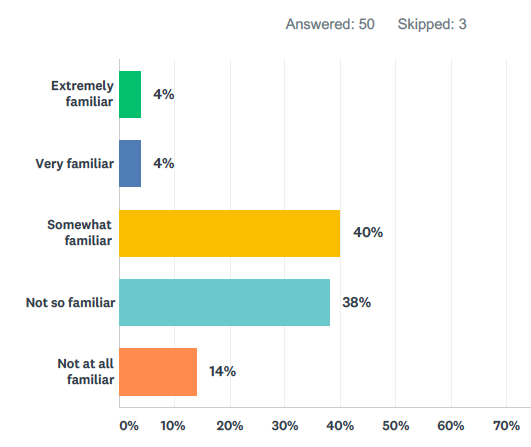 Answered: 50 Skipped: 3
Extremely
familiar
4%
Very familiar
4%
Somewhat
familiar
40%
Not so familiar
38%
Not at all
familiar
14%
0% 10% 20% 30% 40% 50% 60% 70%